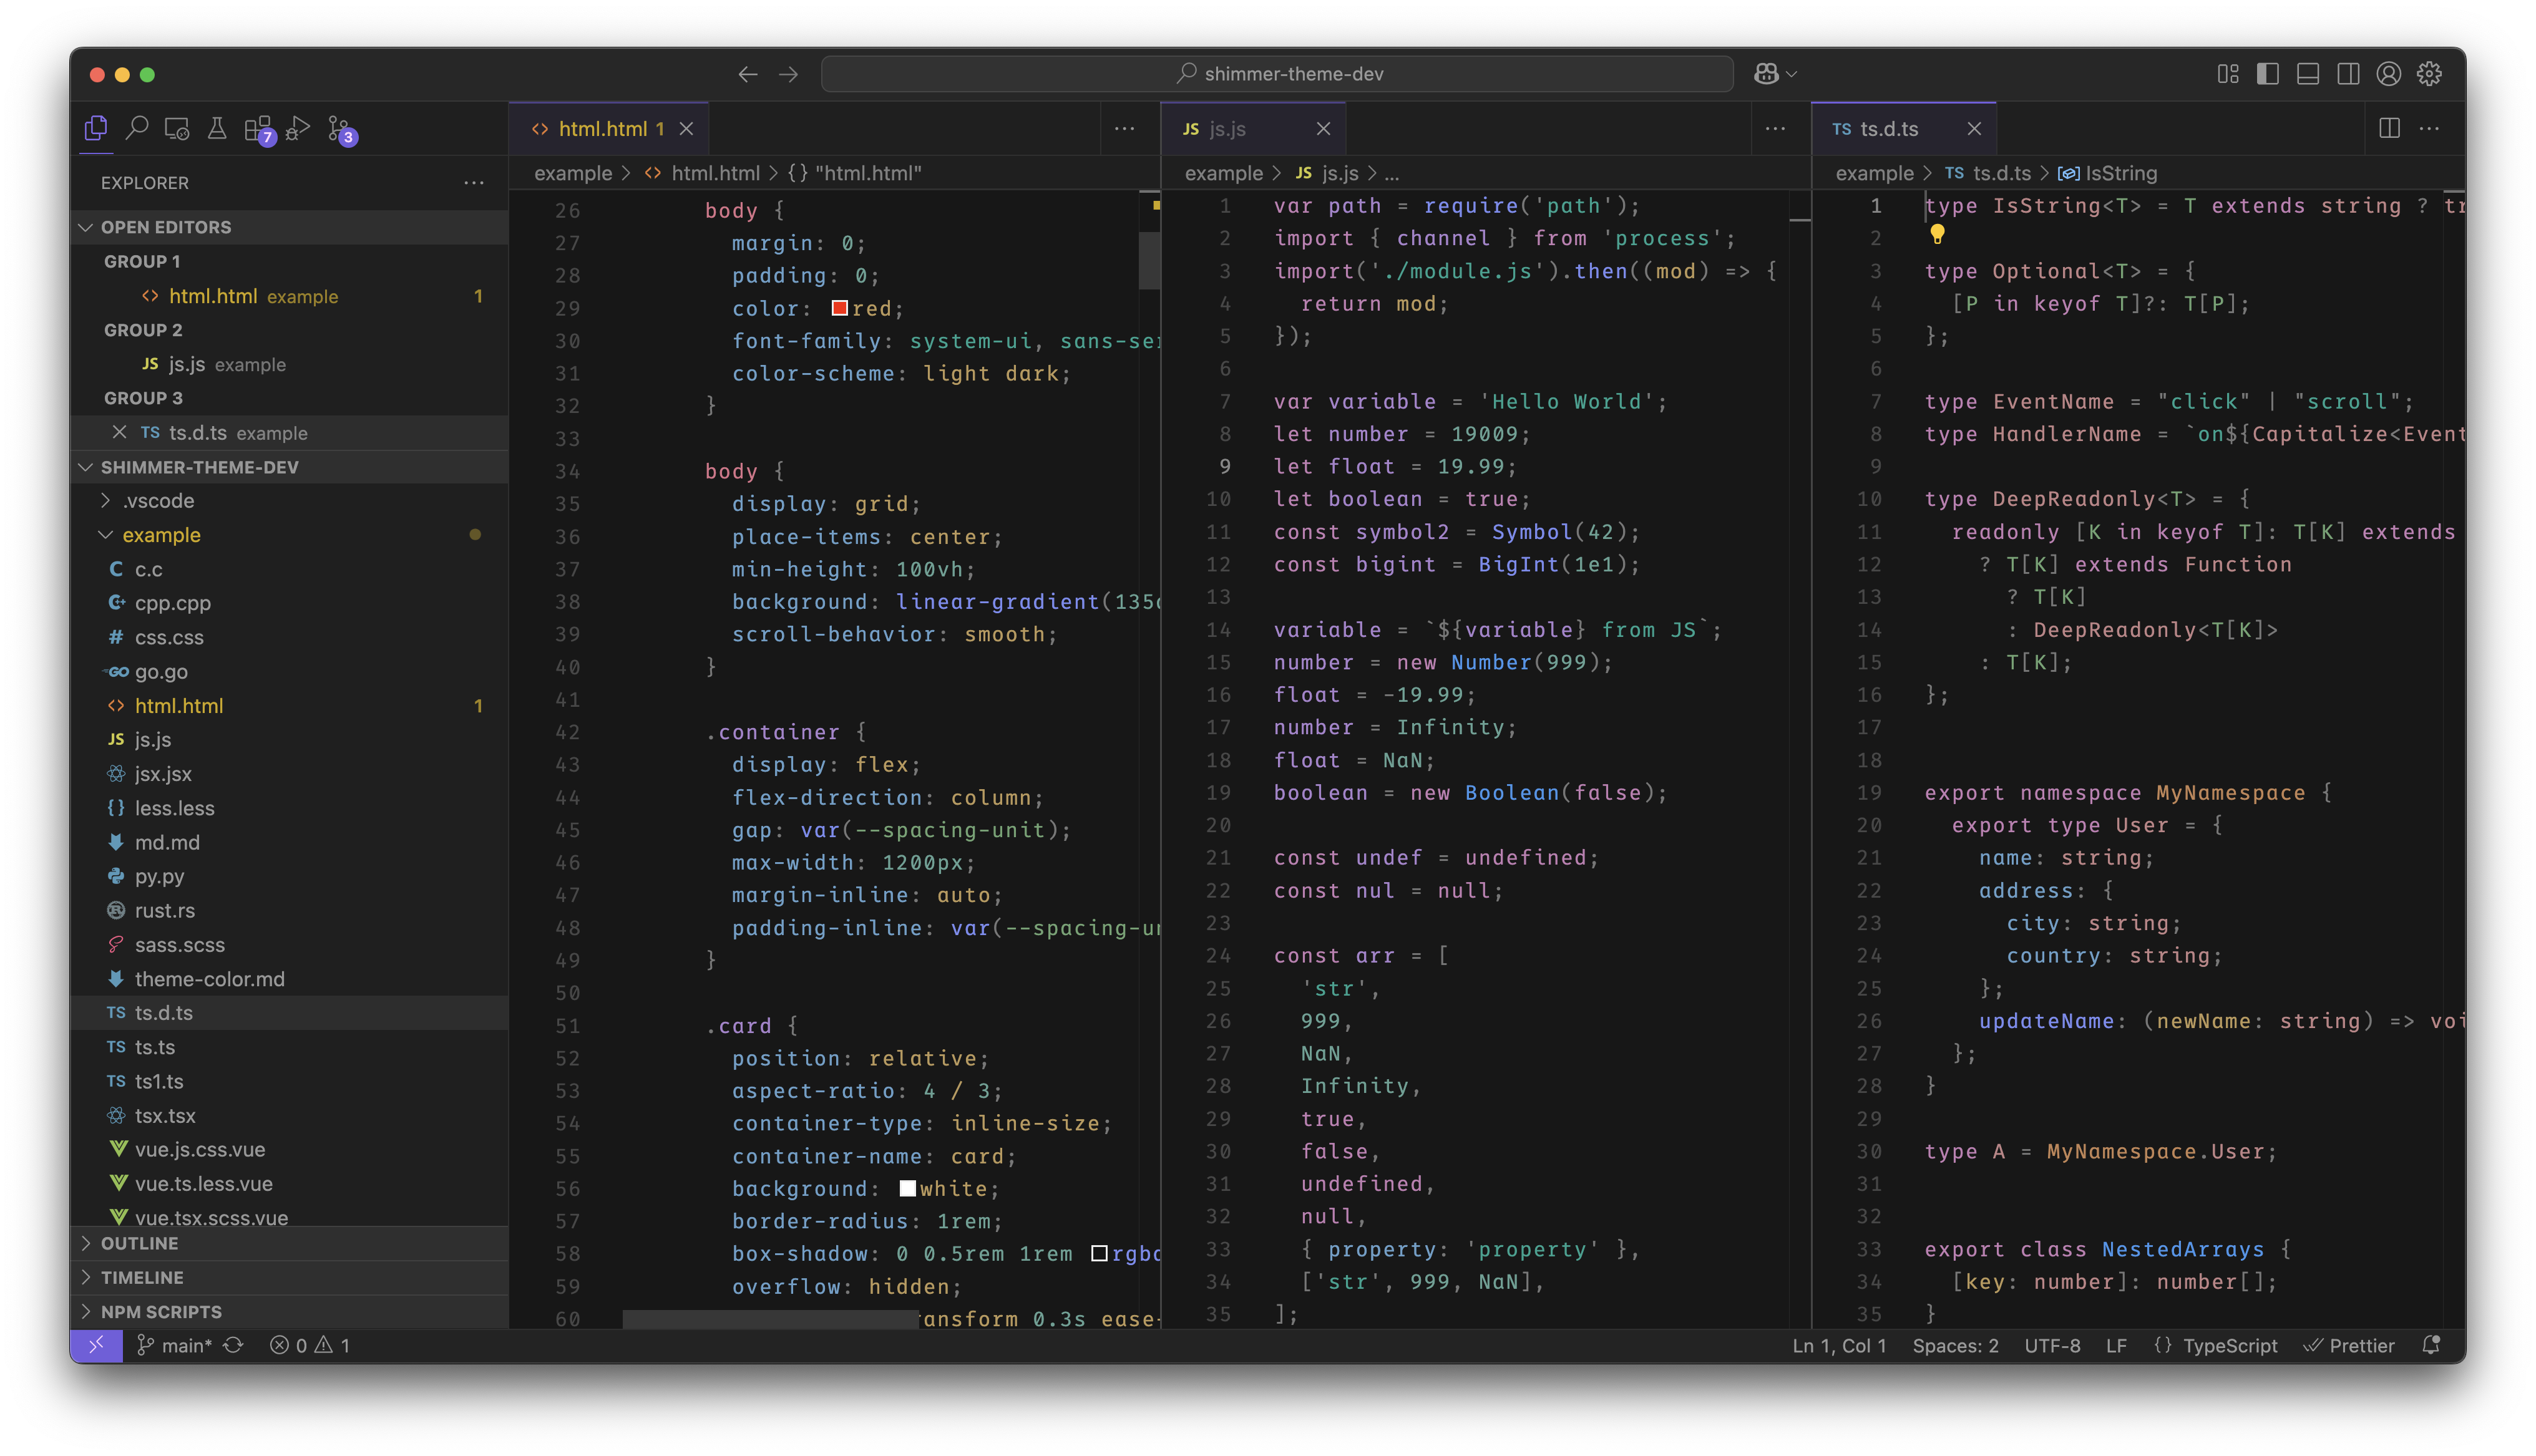 shimmer-theme-dev
7
3
html.html 1
JS js.js
TS ts.d.ts
EXPLORER
OPEN EDITORS
GROUP 1
html.html example 1
GROUP 2
JS js.js example
GROUP 3
TS ts.d.ts example
SHIMMER-THEME-DEV
.vscode
example
C c.c
C+ cpp.cpp
# css.css
GO go.go
<> html.html 1
JS js.js
jsx.jsx
{} less.less
md.md
py.py
rust.rs
sass.scss
theme-color.md
TS ts.d.ts
TS ts.ts
TS ts1.ts
tsx.tsx
vue.js.css.vue
vue.ts.less.vue
vue.tsx.scss.vue
OUTLINE
TIMELINE
NPM SCRIPTS
example > <> html.html > {} "html.html"
26 body {
27 margin: 0;
28 padding: 0;
29 color: red;
30 font-family: system-ui, sans-se
31 color-scheme: light dark;
32 }
33
34 body {
35 display: grid;
36 place-items: center;
37 min-height: 100vh;
38 background: linear-gradient(135
39 scroll-behavior: smooth;
40 }
41
42 .container {
43 display: flex;
44 flex-direction: column;
45 gap: var(--spacing-unit);
46 max-width: 1200px;
47 margin-inline: auto;
48 padding-inline: var(--spacing-u
49 }
50
51 .card {
52 position: relative;
53 aspect-ratio: 4 / 3;
54 container-type: inline-size;
55 container-name: card;
56 background: white;
57 border-radius: 1rem;
58 box-shadow: 0 0.5rem 1rem rgb
59 overflow: hidden;
60 ansform 0.3s ease-
example > JS js.js > ...
1 var path = require('path');
2 import { channel } from 'process';
3 import('./module.js').then((mod) => {
4 return mod;
5 });
6
7 var variable = 'Hello World';
8 let number = 19009;
9 let float = 19.99;
10 let boolean = true;
11 const symbol2 = Symbol(42);
12 const bigint = BigInt(1e1);
13
14 variable = `${variable} from JS`;
15 number = new Number(999);
16 float = -19.99;
17 number = Infinity;
18 float = NaN;
19 boolean = new Boolean(false);
20
21 const undef = undefined;
22 const nul = null;
23
24 const arr = [
25 'str',
26 999,
27 NaN,
28 Infinity,
29 true,
30 false,
31 undefined,
32 null,
33 { property: 'property' },
34 ['str', 999, NaN],
35 ];
example > TS ts.d.ts > IsString
1 type IsString<T> = T extends string ? tr
2
3 type Optional<T> = {
4 [P in keyof T]?: T[P];
5 };
6
7 type EventName = "click" | "scroll";
8 type HandlerName = `on${Capitalize<Event
9
10 type DeepReadonly<T> = {
11 readonly [K in keyof T]: T[K] extends
12 ? T[K] extends Function
13 ? T[K]
14 : DeepReadonly<T[K]>
15 : T[K];
16 };
17
18
19 export namespace MyNamespace {
20 export type User = {
21 name: string;
22 address: {
23 city: string;
24 country: string;
25 };
26 updateName: (newName: string) => voi
27 };
28 }
29
30 type A = MyNamespace.User;
31
32
33 export class NestedArrays {
34 [key: number]: number[];
35 }
main* 0 1
Ln 1, Col 1 Spaces: 2 UTF-8 LF {} TypeScript Prettier